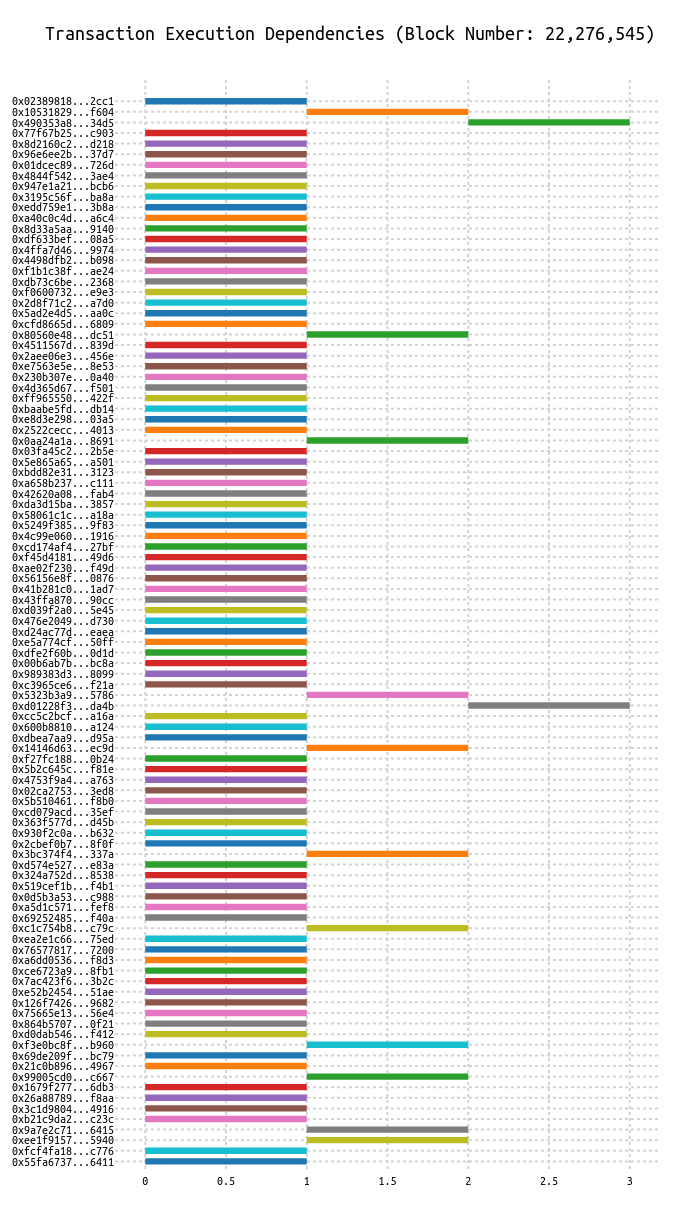 Transaction Execution Dependencies (Block Number: 22,276,545)
0x02389818...2cc1
0x10531829...f604
0x490353a8...34d5
0x77f67b25...c903
0x8d2160c2...d218
0x96e6ee2b...37d7
0x01dcec89...726d
0x4844f542...3ae4
0x947e1a21...bcb6
0x3195c56f...ba8a
0xedd759e1...3b8a
0xa40c0c4d...a6c4
0x8d33a5aa...9140
0xdf633bef...08a5
0x4ffa7d46...9974
0x4498dfb2...b098
0xf1b1c38f...ae24
0xdb73c6be...2368
0xf0600732...e9e3
0x2d8f71c2...a7d0
0x5ad2e4d5...aa0c
0xcfd8665d...6809
0x80560e48...dc51
0x4511567d...839d
0x2aee06e3...456e
0xe7563e5e...8e53
0x230b307e...0a40
0x4d365d67...f501
0xff965550...422f
0xbaabe5fd...db14
0xe8d3e298...03a5
0x2522cecc...4013
0x0aa24a1a...8691
0x03fa45c2...2b5e
0x5e865a65...a501
0xbdd82e31...3123
0xa658b237...c111
0x42620a08...fab4
0xda3d15ba...3857
0x58061c1c...a18a
0x5249f385...9f83
0x4c99e060...1916
0xcd174af4...27bf
0xf45d4181...49d6
0xae02f230...f49d
0x56156e8f...0876
0x41b281c0...1ad7
0x43ffa870...90cc
0xd039f2a0...5e45
0x476e2049...d730
0xd24ac77d...eaea
0xe5a774cf...50ff
0xdfe2f60b...0d1d
0x00b6ab7b...bc8a
0x989383d3...8099
0xc3965ce6...f21a
0x5323b3a9...5786
0xd01228f3...da4b
0xcc5c2bcf...a16a
0x600b8810...a124
0xdbea7aa9...d95a
0x14146d63...ec9d
0xf27fc188...0b24
0x5b2c645c...f81e
0x4753f9a4...a763
0x02ca2753...3ed8
0x5b510461...f8b0
0xcd079acd...35ef
0x363f577d...d45b
0x930f2c0a...b632
0x2cbef0b7...8f0f
0x3bc374f4...337a
0xd574e527...e83a
0x324a752d...8538
0x519cef1b...f4b1
0x0d5b3a53...c988
0xa5d1c571...fef8
0x69252485...f40a
0xc1c754b8...c79c
0xea2e1c66...75ed
0x76577817...7200
0xa6dd0536...f8d3
0xce6723a9...8fb1
0x7ac423f6...3b2c
0xe52b2454...51ae
0x126f7426...9682
0x75665e13...56e4
0x864b5707...0f21
0xd0dab546...f412
0xf3e0bc8f...b960
0x69de209f...bc79
0x21c0b896...4967
0x99005cd0...c667
0x1679f277...6db3
0x26a88789...f8aa
0x3c1d9804...4916
0xb21c9da2...c23c
0x9a7e2c71...6415
0xee1f9157...5940
0xfcf4fa18...c776
0x55fa6737...6411
0 0.5 1 1.5 2 2.5 3